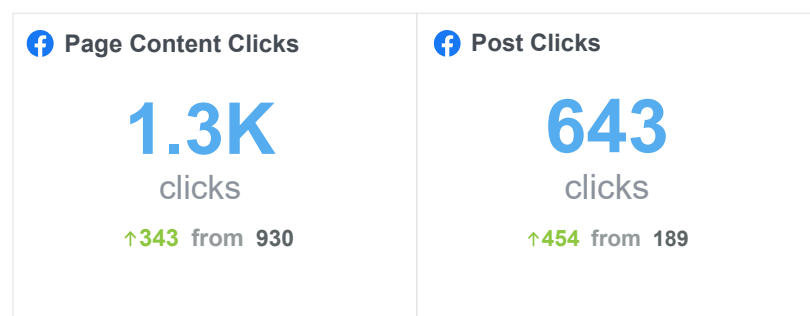 Page Content Clicks
1.3K
clicks
↑343 from 930
Post Clicks
643
clicks
↑454 from 189